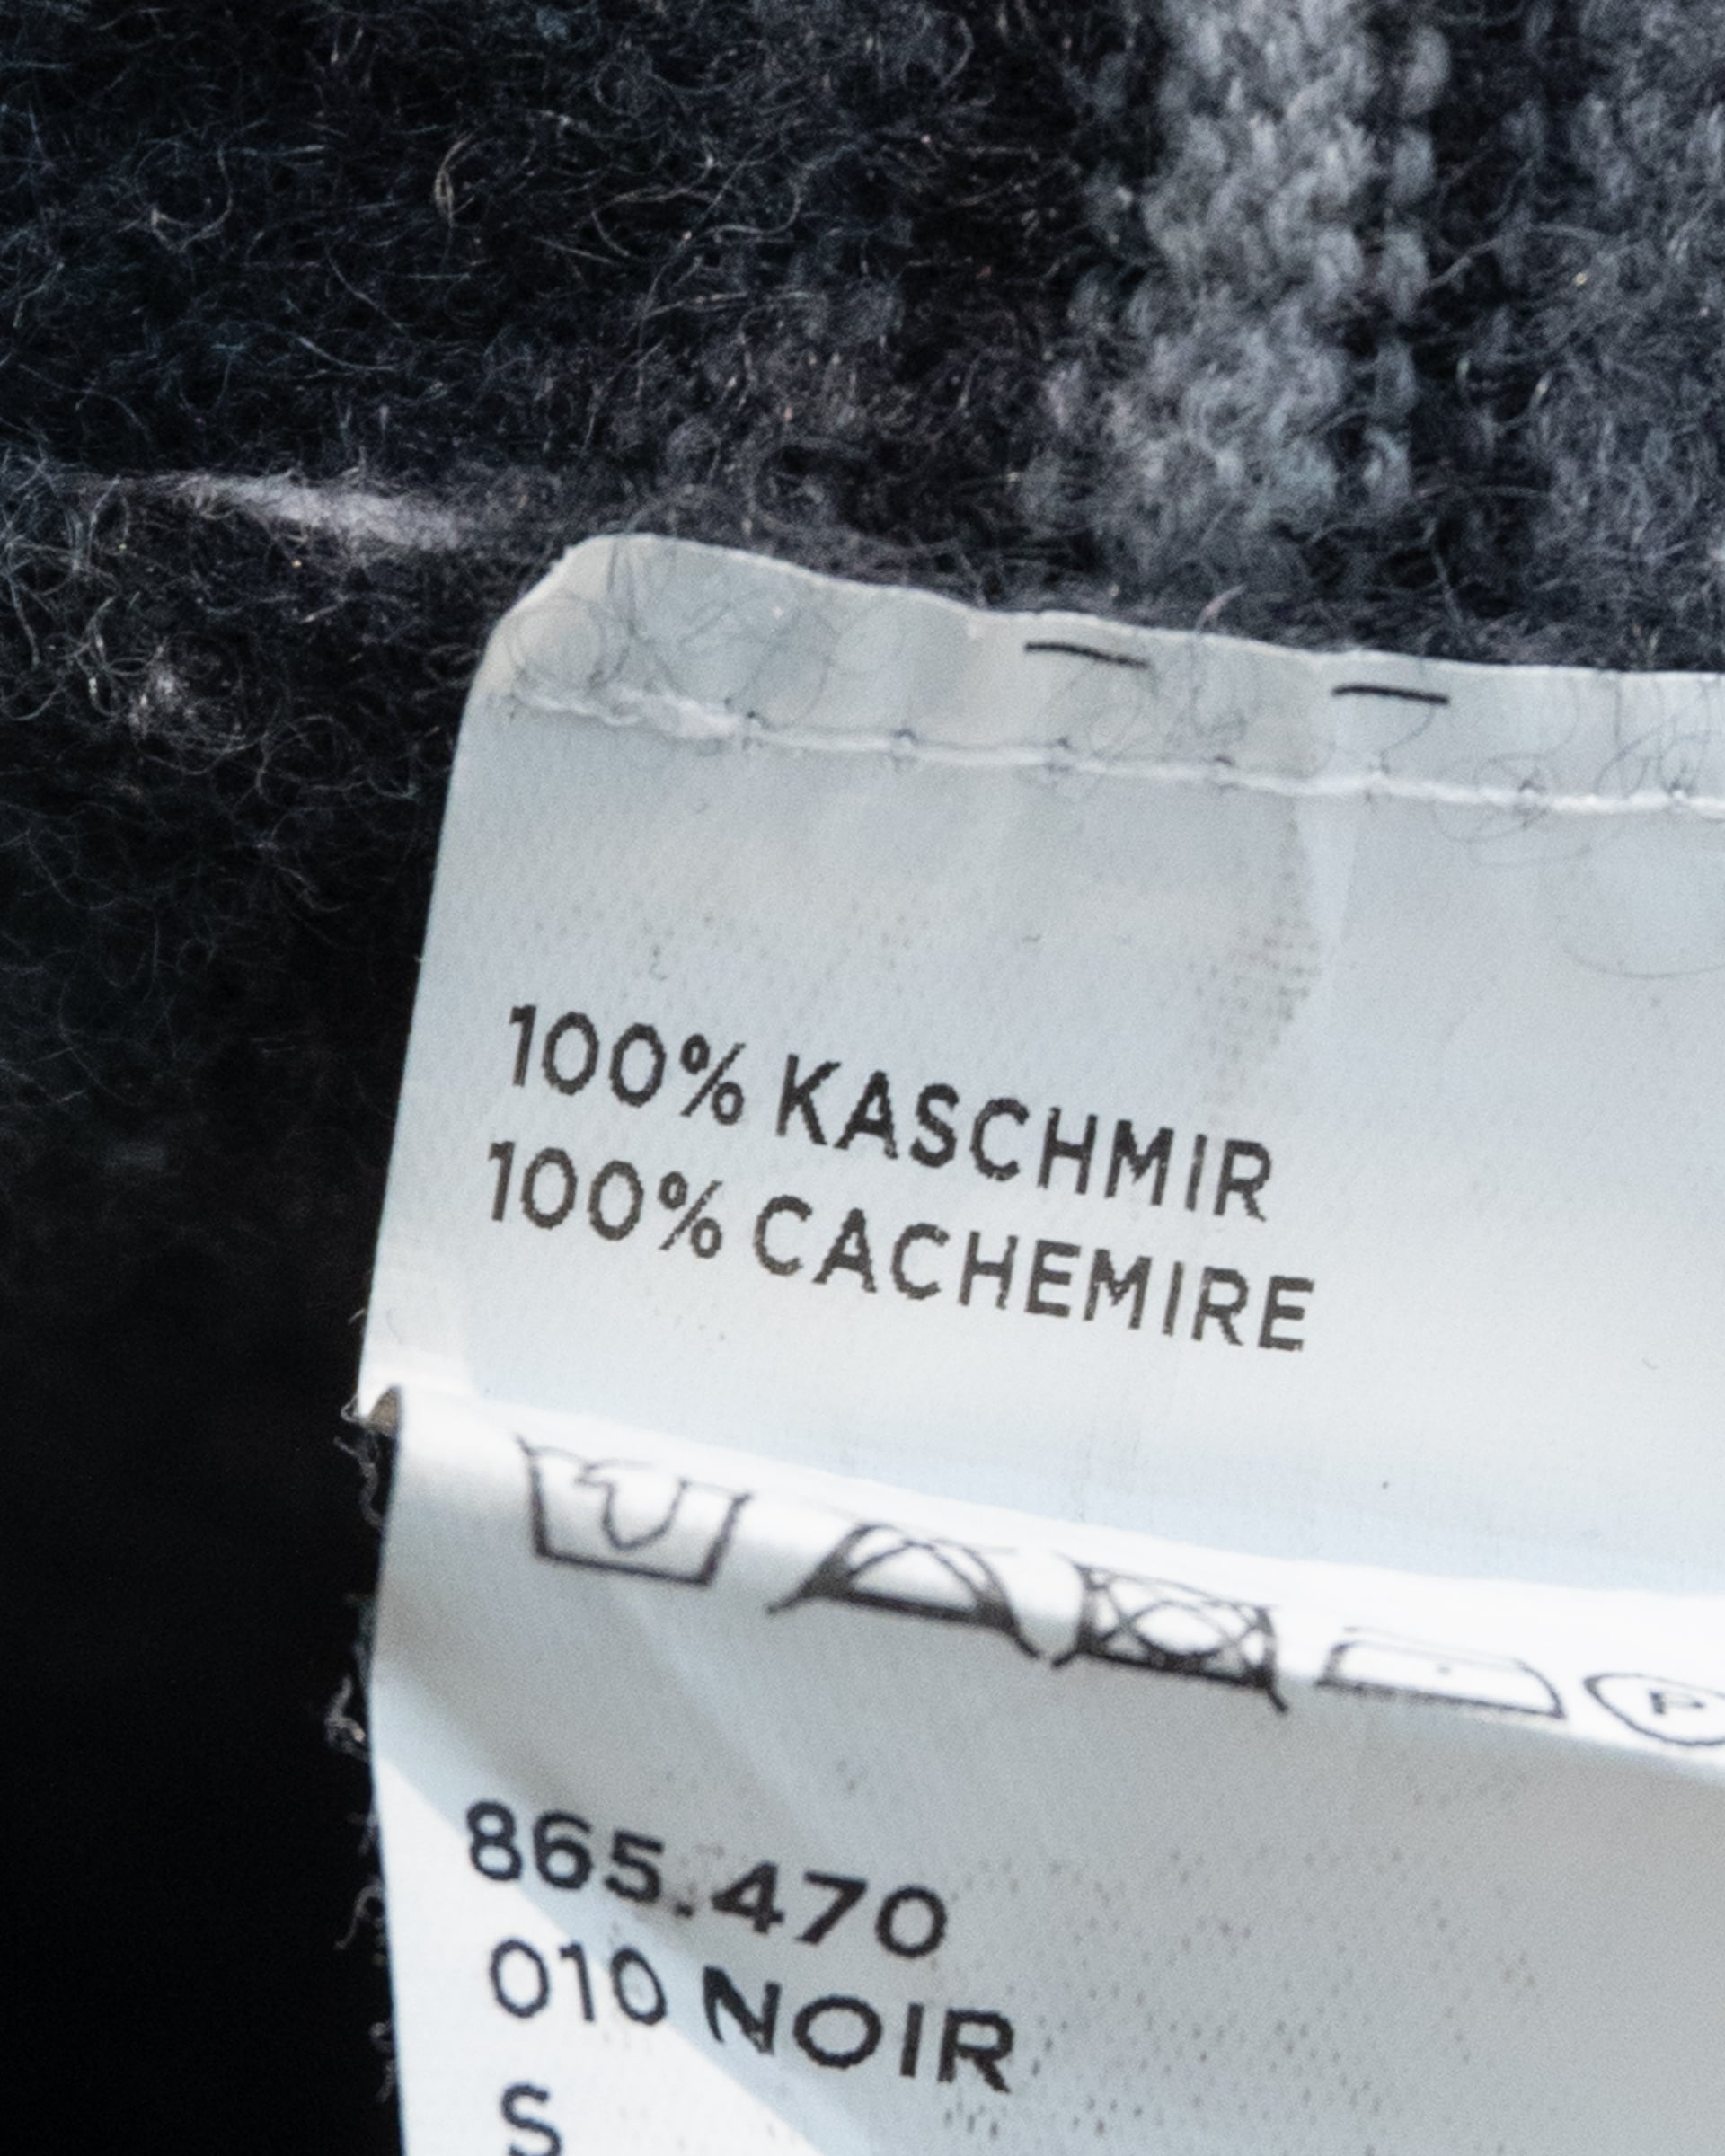 100% KASCHMIR
100% CACHEMIRE
P
865.470
010 NOIR
S